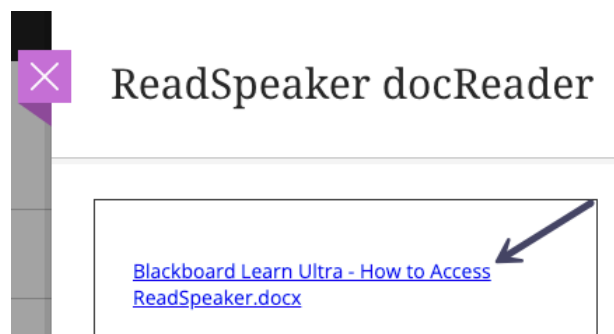 ReadSpeaker docReader
Blackboard Learn Ultra - How to Access
ReadSpeaker.docx